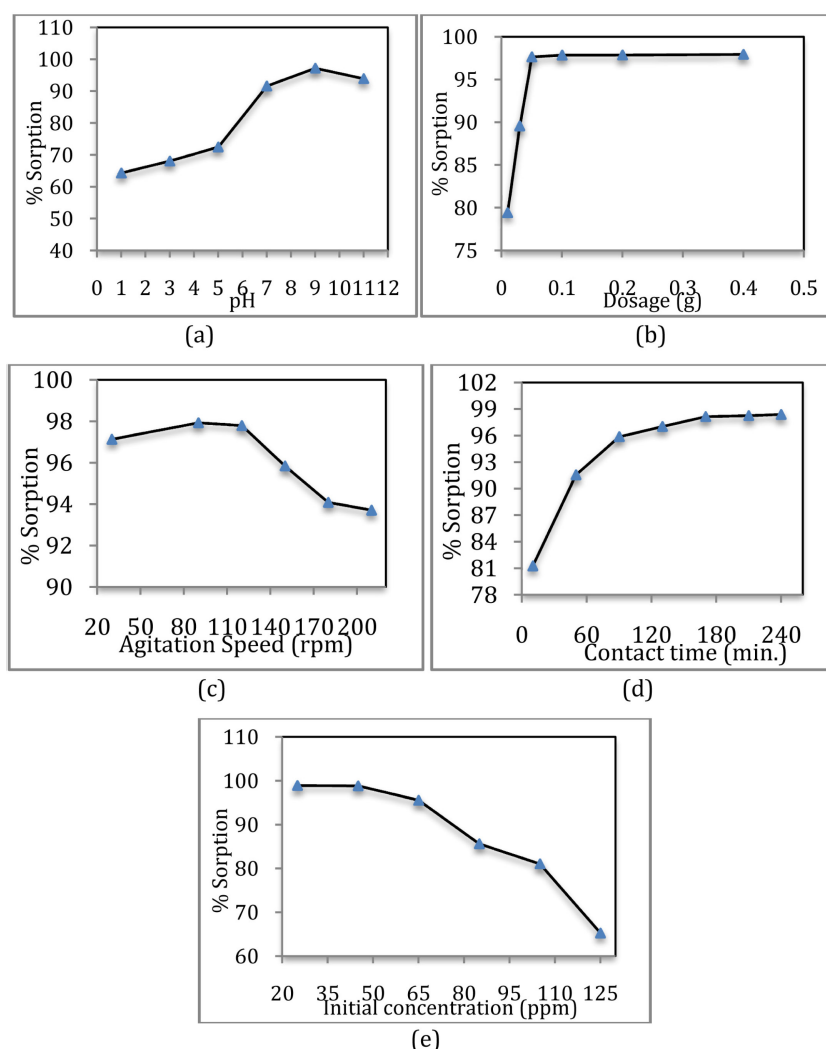 110
100
90
80
70
60
50
40
% Sorption
0 1 2 3 4 5 6 7 8 9 101112
pH
(a)
100
95
90
85
80
75
% Sorption
0 0.1 0.2 0.3 0.4 0.5
Dosage (g)
(b)
100
98
96
94
92
90
% Sorption
20 50 80 110 140 170 200
Agitation Speed (rpm)
(c)
102
99
96
93
90
87
84
81
78
% Sorption
0 60 120 180 240
Contact time (min.)
(d)
110
100
90
80
70
60
% Sorption
20 35 50 65 80 95 110 125
Initial concentration (ppm)
(e)